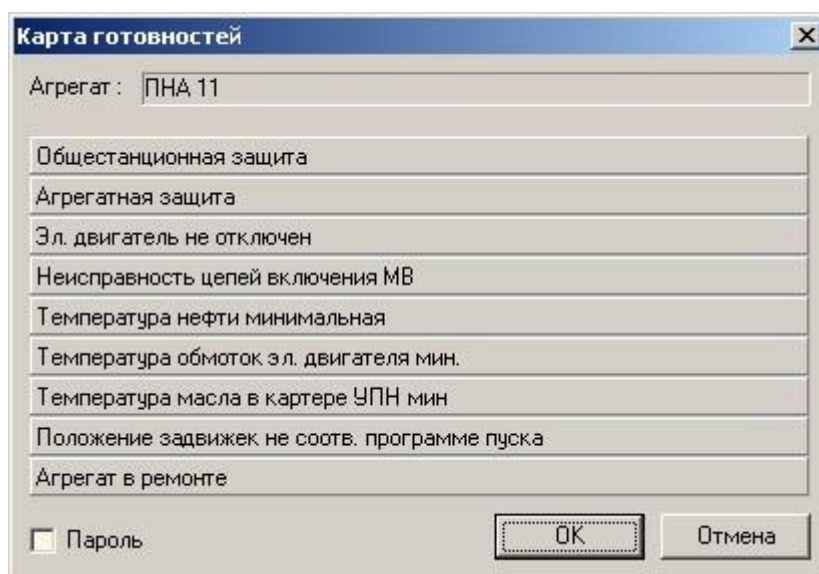 Карта готовностей
Агрегат : ПНА 11
Общестанционная защита
Агрегатная защита
Эл. двигатель не отключен
Неисправность цепей включения МВ
Температура нефти минимальная
Температура обмоток эл. двигателя мин.
Температура масла в картере УПН мин
Положение задвижек не соотв. программе пуска
Агрегат в ремонте
Пароль
OK
Отмена